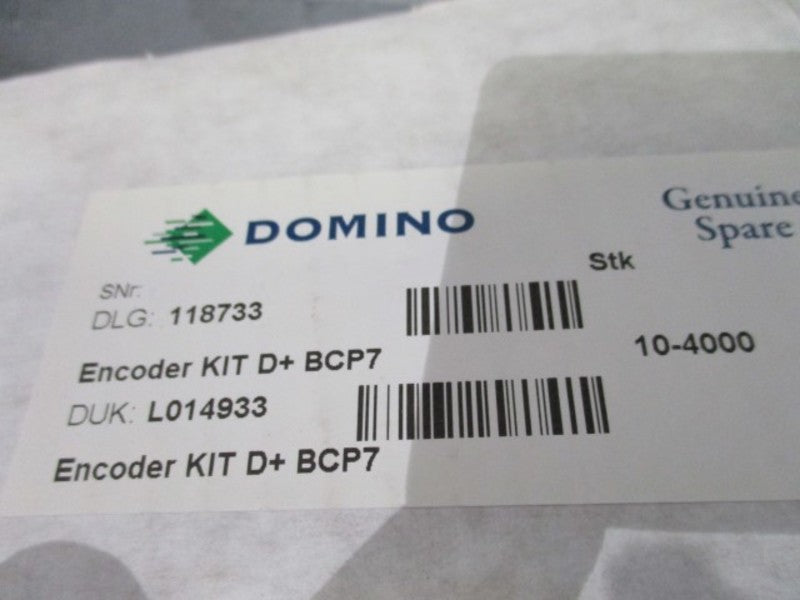 DOMINO
Genuine
Spare
Stk
SNr:
DLG: 118733
10-4000
Encoder KIT D+ BCP7
DUK: L014933
Encoder KIT D+ BCP7